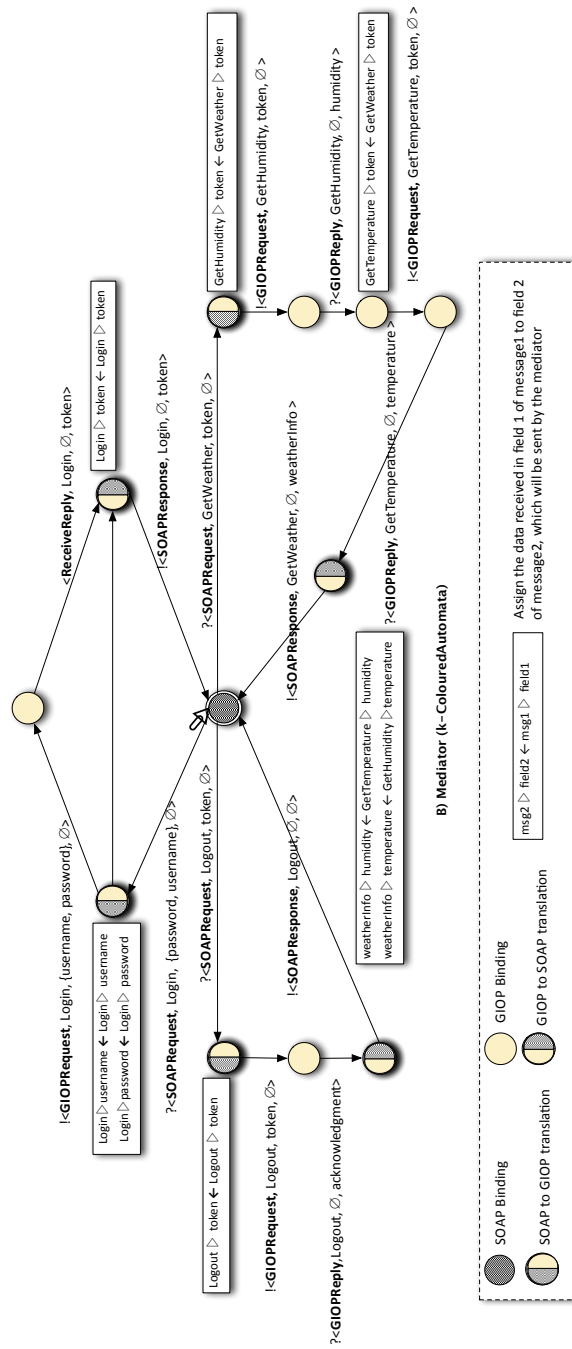 !<GIOPRequest, Login, {username, password}, ∅>
<ReceiveReply, Login, ∅, token>
Login ▷ username ← Login ▷ username
Login ▷ password ← Login ▷ password
Login ▷ token ← Login ▷ token
?<SOAPRequest, Login, {password, username}, ∅>
!<SOAPResponse, Login, ∅, token>
Logout ▷ token ← Logout ▷ token
?<SOAPRequest, Logout, token, ∅>
?<SOAPRequest, GetWeather, token, ∅>
GetHumidity ▷ token ← GetWeather ▷ token
!<GIOPRequest, Logout, token, ∅>
!<GIOPRequest, GetHumidity, token, ∅ >
!<SOAPResponse, Logout, ∅, ∅>
!<SOAPResponse, GetWeather, ∅, weatherInfo>
?<GIOPReply,Logout, ∅, acknowledgment>
?<GIOPReply, GetHumidity, ∅, humidity >
GetTemperature ▷ token ← GetWeather ▷ token
weatherInfo ▷ humidity ← GetTemperature ▷ humidity
weatherInfo ▷ temperature ← GetHumidity ▷temperature
?<GIOPReply, GetTemperature, ∅, temperature >
!<GIOPRequest, GetTemperature, token, ∅ >
B) Mediator (k-ColouredAutomata)
SOAP Binding
GIOP Binding
SOAP to GIOP translation
GIOP to SOAP translation
msg2 ▷ field2 ← msg1 ▷ field1
Assign the data received in field 1 of message1 to field 2
of message2, which will be sent by the mediator